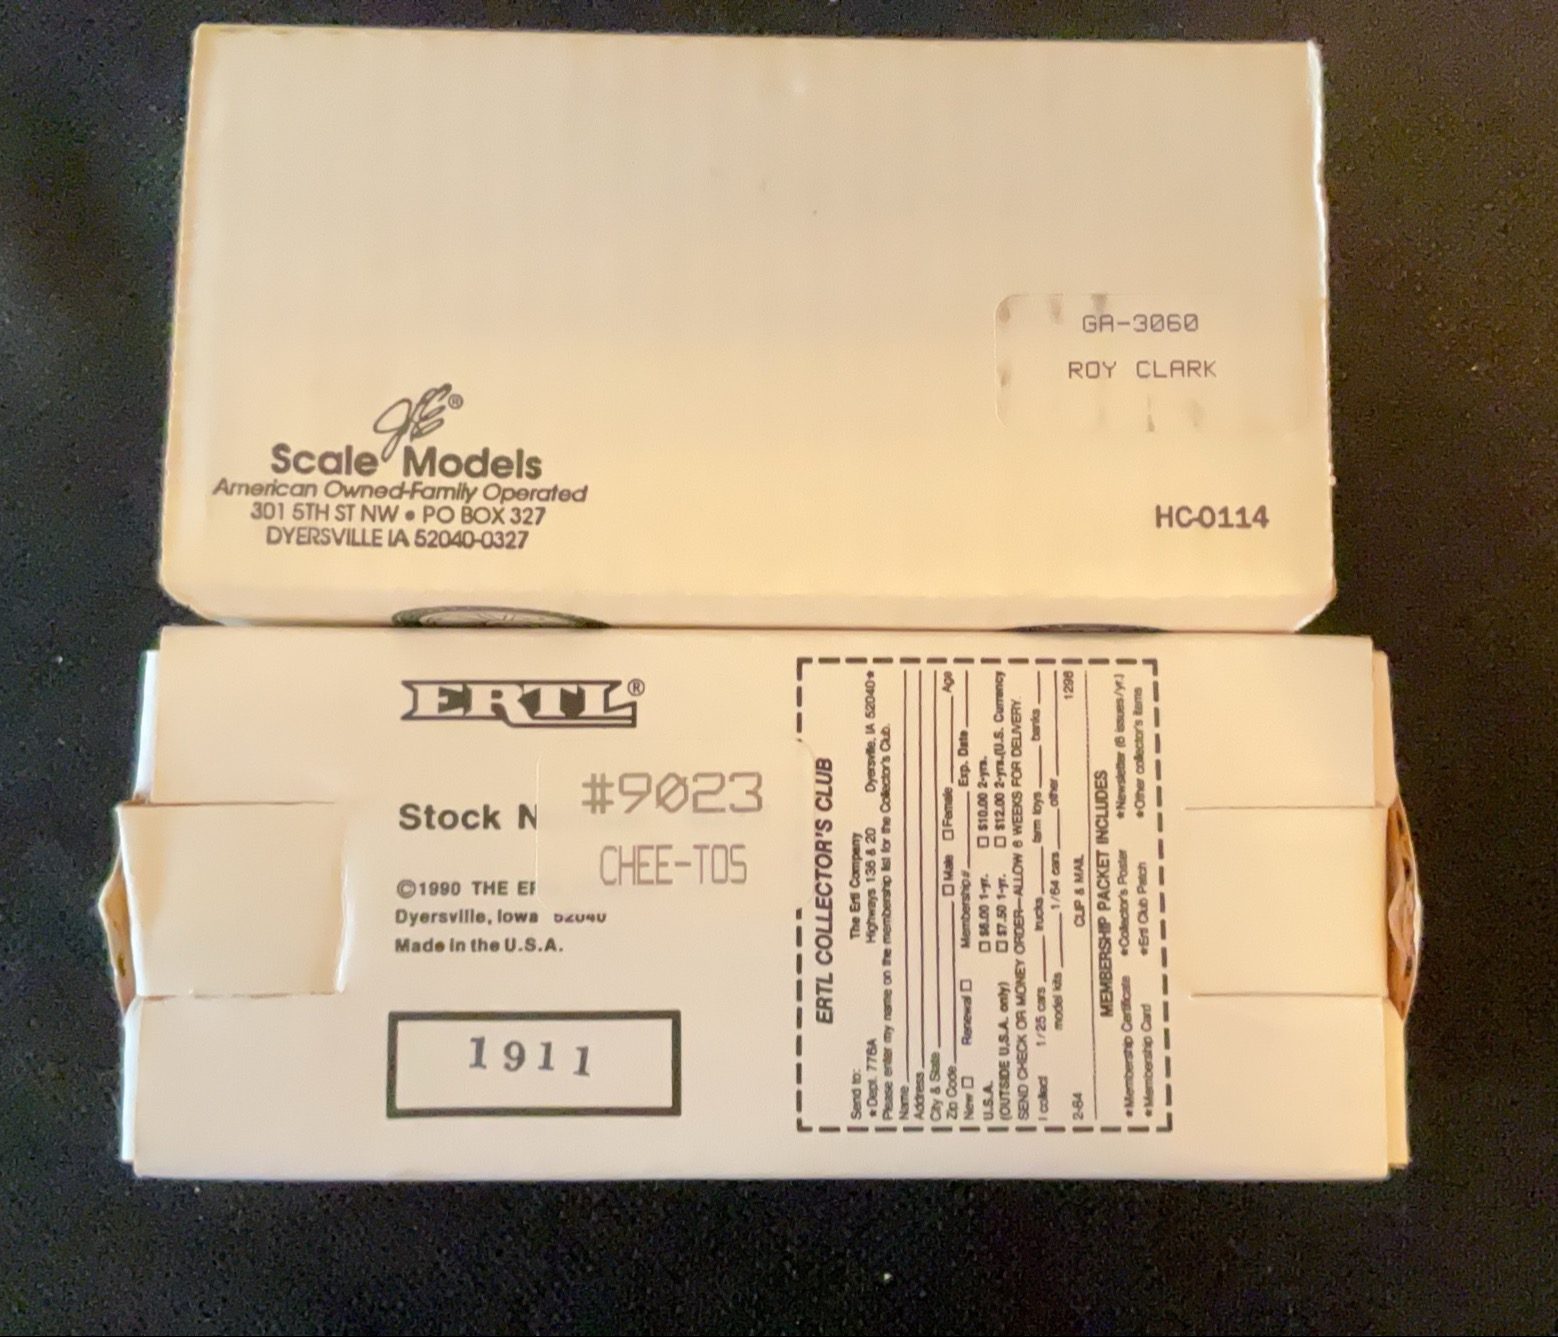 JLE®
Scale Models
American Owned-Family Operated
301 5TH ST NW • PO BOX 327
DYERSVILLE IA 52040-0327
GA-3060
ROY CLARK
HC-0114
ERTL®
Stock N
#9023
CHEE-TOS
©1990 THE ER
Dyersville, Iowa 52040
Made in the U.S.A.
1911
ERTL COLLECTOR'S CLUB
Send to: The Ertl Company
★Dept. 776A Highways 136 & 20 Dyersville, IA 52040★
Please enter my name on the membership list for the Collector's Club.
Name
Address
City & State
Zip Code □ Male □ Female Age
New □ Renewal □ Membership# Exp. Date
U.S.A. □ $6.00 1-yr. □ $10.00 2-yrs.
(OUTSIDE U.S.A. only) □ $7.50 1-yr. □ $12.00 2-yrs.(U.S. Currency
SEND CHECK OR MONEY ORDER—ALLOW 6 WEEKS FOR DELIVERY.
I collect 1/25 cars trucks farm toys banks
model kits 1/64 cars other
2-64 CLIP & MAIL 1298
MEMBERSHIP PACKET INCLUDES
★Membership Certificate ★Collector's Poster ★Newsletter (6 issues/yr.)
★Membership Card ★Ertl Club Patch ★Other collector's items